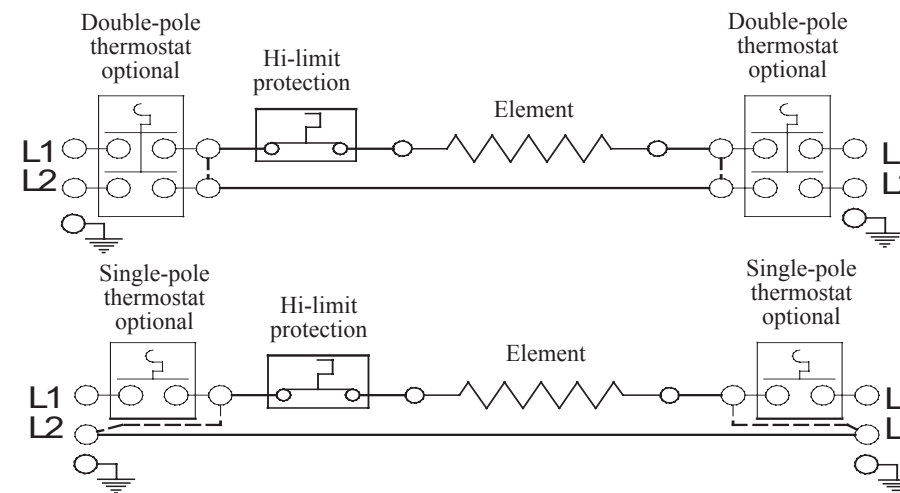 Double-pole
thermostat
optional
Hi-limit
protection
Element
Double-pole
thermostat
optional
L1
L2
Single-pole
thermostat
optional
Hi-limit
protection
Element
Single-pole
thermostat
optional
L1
L2